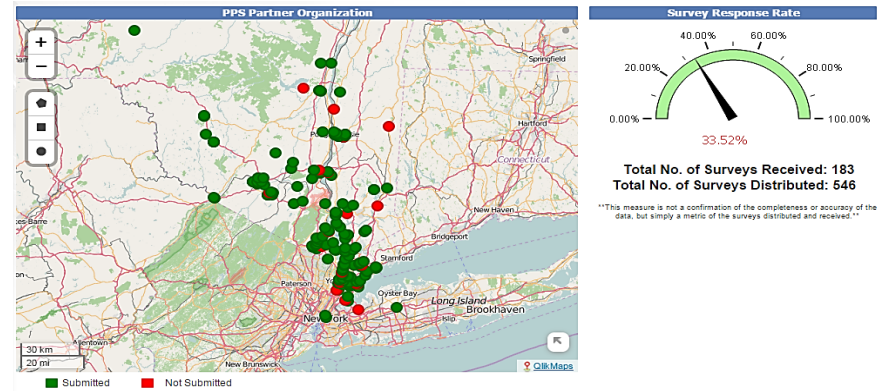 PPS Partner Organization
Survey Response Rate
+
−
Springfield
Hartford
Connecticut
New Haven
Bridgeport
Stamford
Paterson
Oyster Bay
Long Island
Brookhaven
Islip
Allentown
New Brunswick
30 km
20 mi
QlikMaps
Submitted
Not Submitted
0.00%
20.00%
40.00%
60.00%
80.00%
100.00%
33.52%
Total No. of Surveys Received: 183
Total No. of Surveys Distributed: 546
**This measure is not a confirmation of the completeness or accuracy of the
data, but simply a metric of the surveys distributed and received.**